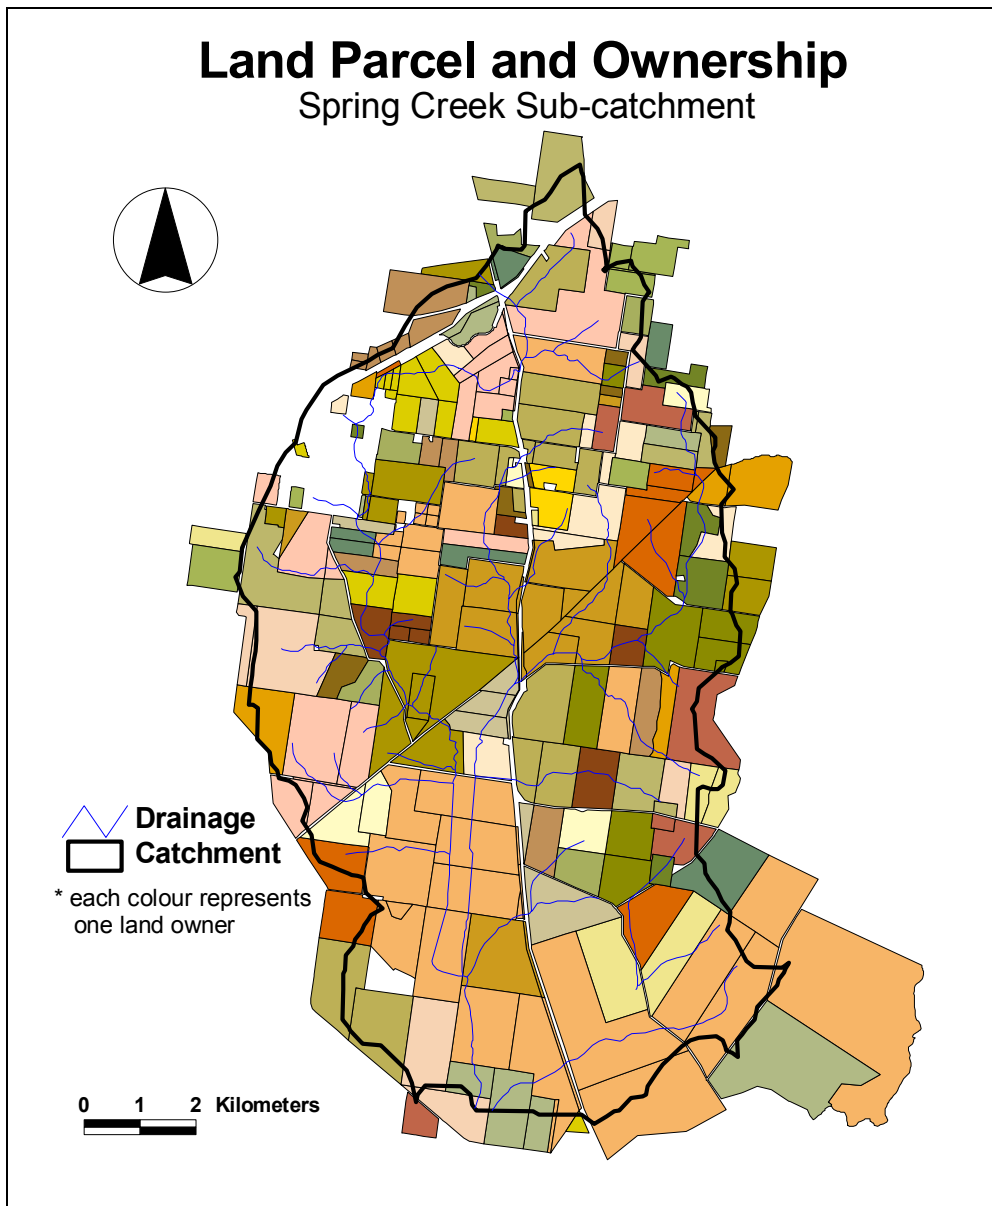 Land Parcel and Ownership
Spring Creek Sub-catchment
Drainage
Catchment
* each colour represents
one land owner
0 1 2 Kilometers